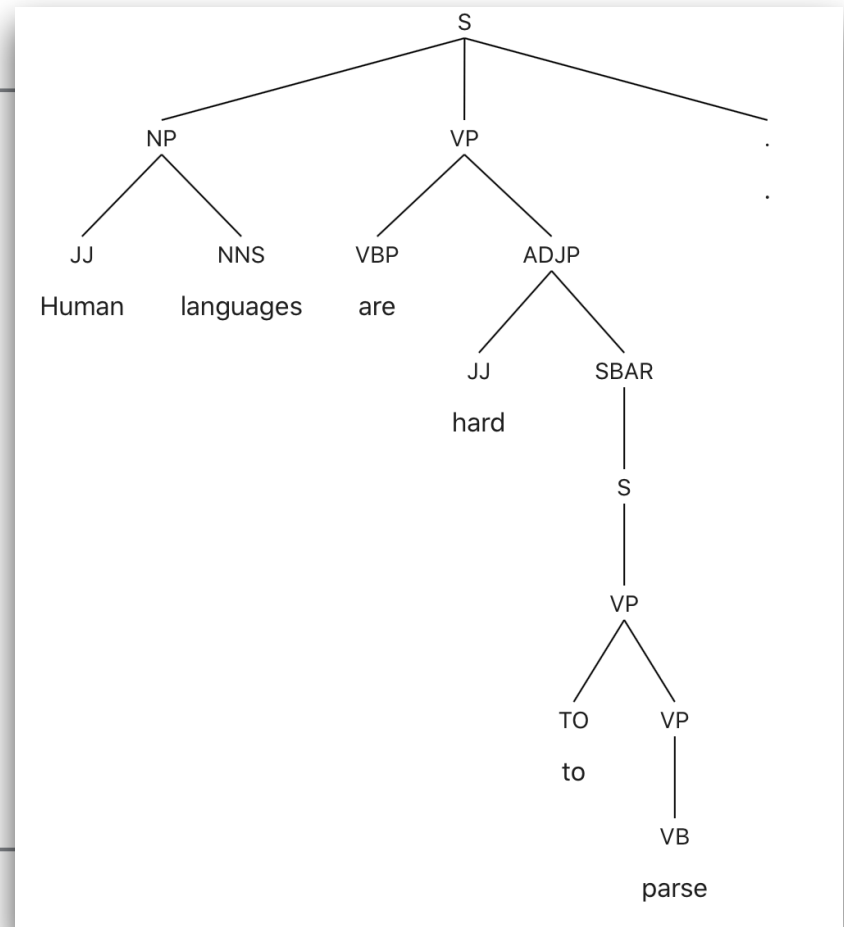 S
NP VP .
.
JJ NNS VBP ADJP
Human languages are
JJ SBAR
hard
S
VP
TO VP
to
VB
parse